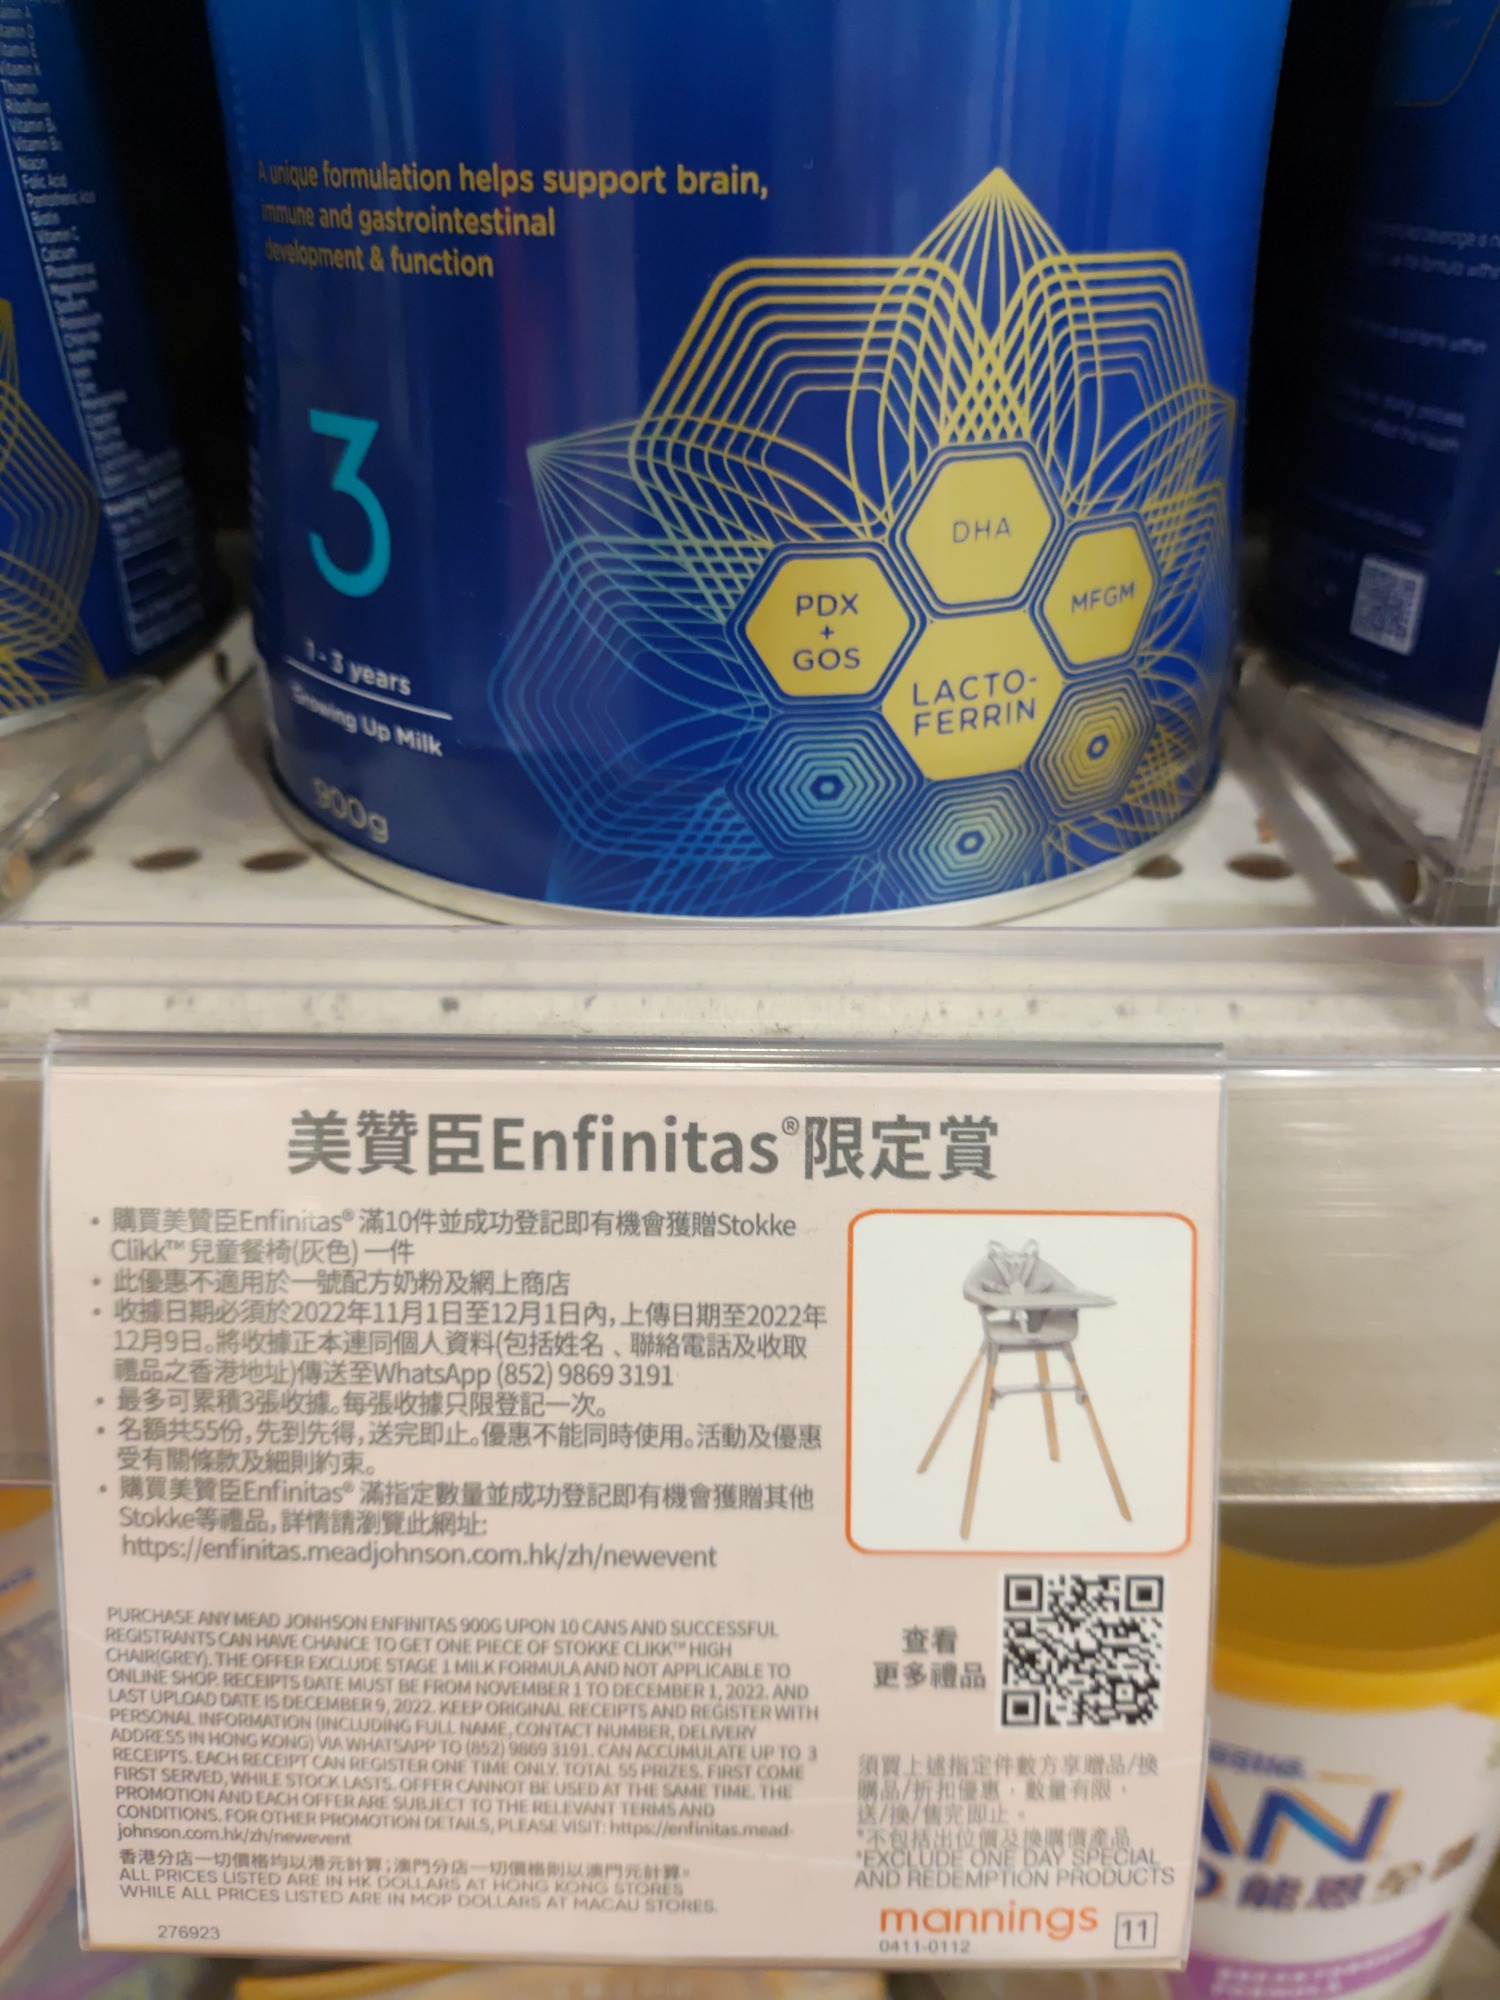 Vitamin D
Vitamin E
Vitamin K
Thiamin
Riboflavin
Niacin
Folic Acid
Biotin
Vitamin C
Calcium
A unique formulation helps support brain,
immune and gastrointestinal
development & function
3
1 - 3 years
Growing Up Milk
900g
DHA
PDX
+
GOS
MFGM
LACTO-
FERRIN
美贊臣Enfinitas®限定賞
• 購買美贊臣Enfinitas® 滿10件並成功登記即有機會獲贈Stokke
Clikk™ 兒童餐椅(灰色) 一件
• 此優惠不適用於一號配方奶粉及網上商店
• 收據日期必須於2022年11月1日至12月1日內,上傳日期至2022年
12月9日。將收據正本連同個人資料(包括姓名、聯絡電話及收取
禮品之香港地址)傳送至WhatsApp (852) 9869 3191
• 最多可累積3張收據。每張收據只限登記一次。
• 名額共55份,先到先得,送完即止。優惠不能同時使用。活動及優惠
受有關條款及細則約束。
• 購買美贊臣Enfinitas® 滿指定數量並成功登記即有機會獲贈其他
Stokke等禮品,詳情請瀏覽此網址:
https://enfinitas.meadjohnson.com.hk/zh/newevent
PURCHASE ANY MEAD JONHSON ENFINITAS 900G UPON 10 CANS AND SUCCESSFUL
REGISTRANTS CAN HAVE CHANCE TO GET ONE PIECE OF STOKKE CLIKK™ HIGH
CHAIR(GREY). THE OFFER EXCLUDE STAGE 1 MILK FORMULA AND NOT APPLICABLE TO
ONLINE SHOP. RECEIPTS DATE MUST BE FROM NOVEMBER 1 TO DECEMBER 1, 2022. AND
LAST UPLOAD DATE IS DECEMBER 9, 2022. KEEP ORIGINAL RECEIPTS AND REGISTER WITH
PERSONAL INFORMATION (INCLUDING FULL NAME, CONTACT NUMBER, DELIVERY
ADDRESS IN HONG KONG) VIA WHATSAPP TO (852) 9869 3191. CAN ACCUMULATE UP TO 3
RECEIPTS. EACH RECEIPT CAN REGISTER ONE TIME ONLY. TOTAL 55 PRIZES. FIRST COME
FIRST SERVED, WHILE STOCK LASTS. OFFER CANNOT BE USED AT THE SAME TIME. THE
PROMOTION AND EACH OFFER ARE SUBJECT TO THE RELEVANT TERMS AND
CONDITIONS. FOR OTHER PROMOTION DETAILS, PLEASE VISIT: https://enfinitas.mead-
johnson.com.hk/zh/newevent
香港分店一切價格均以港元計算;澳門分店一切價格則以澳門元計算。
ALL PRICES LISTED ARE IN HK DOLLARS AT HONG KONG STORES
WHILE ALL PRICES LISTED ARE IN MOP DOLLARS AT MACAU STORES.
276923
查看
更多禮品
須買上述指定件數方享贈品/換
購品/折扣優惠,數量有限,
送/換/售完即止。
*不包括出位價及換購價產品
*EXCLUDE ONE DAY SPECIAL
AND REDEMPTION PRODUCTS
mannings 11
0411-0112
AN
能恩全護